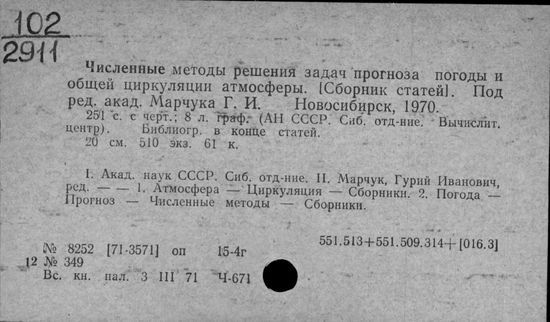 102
2911
Численные методы решения задач прогноза погоды и
общей циркуляции атмосферы. [Сборник статей]. Под
ред. акад. Марчука Г. И. Новосибирск, 1970.
251 с. с черт.; 8 л. граф. (АН СССР. Сиб. отд-ние. Вычислит.
центр). Библиогр. в конце статей.
20 см. 510 экз. 61 к.
I. Акад. наук СССР. Сиб. отд-ние. II. Марчук, Гурий Иванович,
ред. — — 1. Атмосфера — Циркуляция — Сборники. 2. Погода —
Прогноз — Численные методы — Сборники.
551.513+551.509.314+[016.3]
№ 8252 [71-3571] оп 15-4г
12 № 349
Вс. кн. пал. 3 III 71 Ч-671